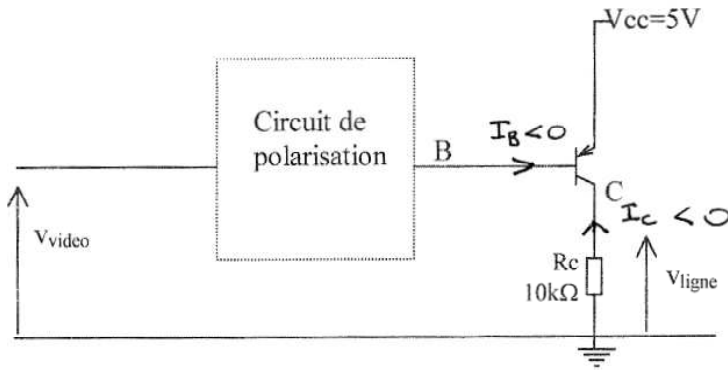 Vcc=5V
Circuit de
polarisation
B
I_B<0
C
I_c <0
Vvideo
Rc
10kΩ
Vligne